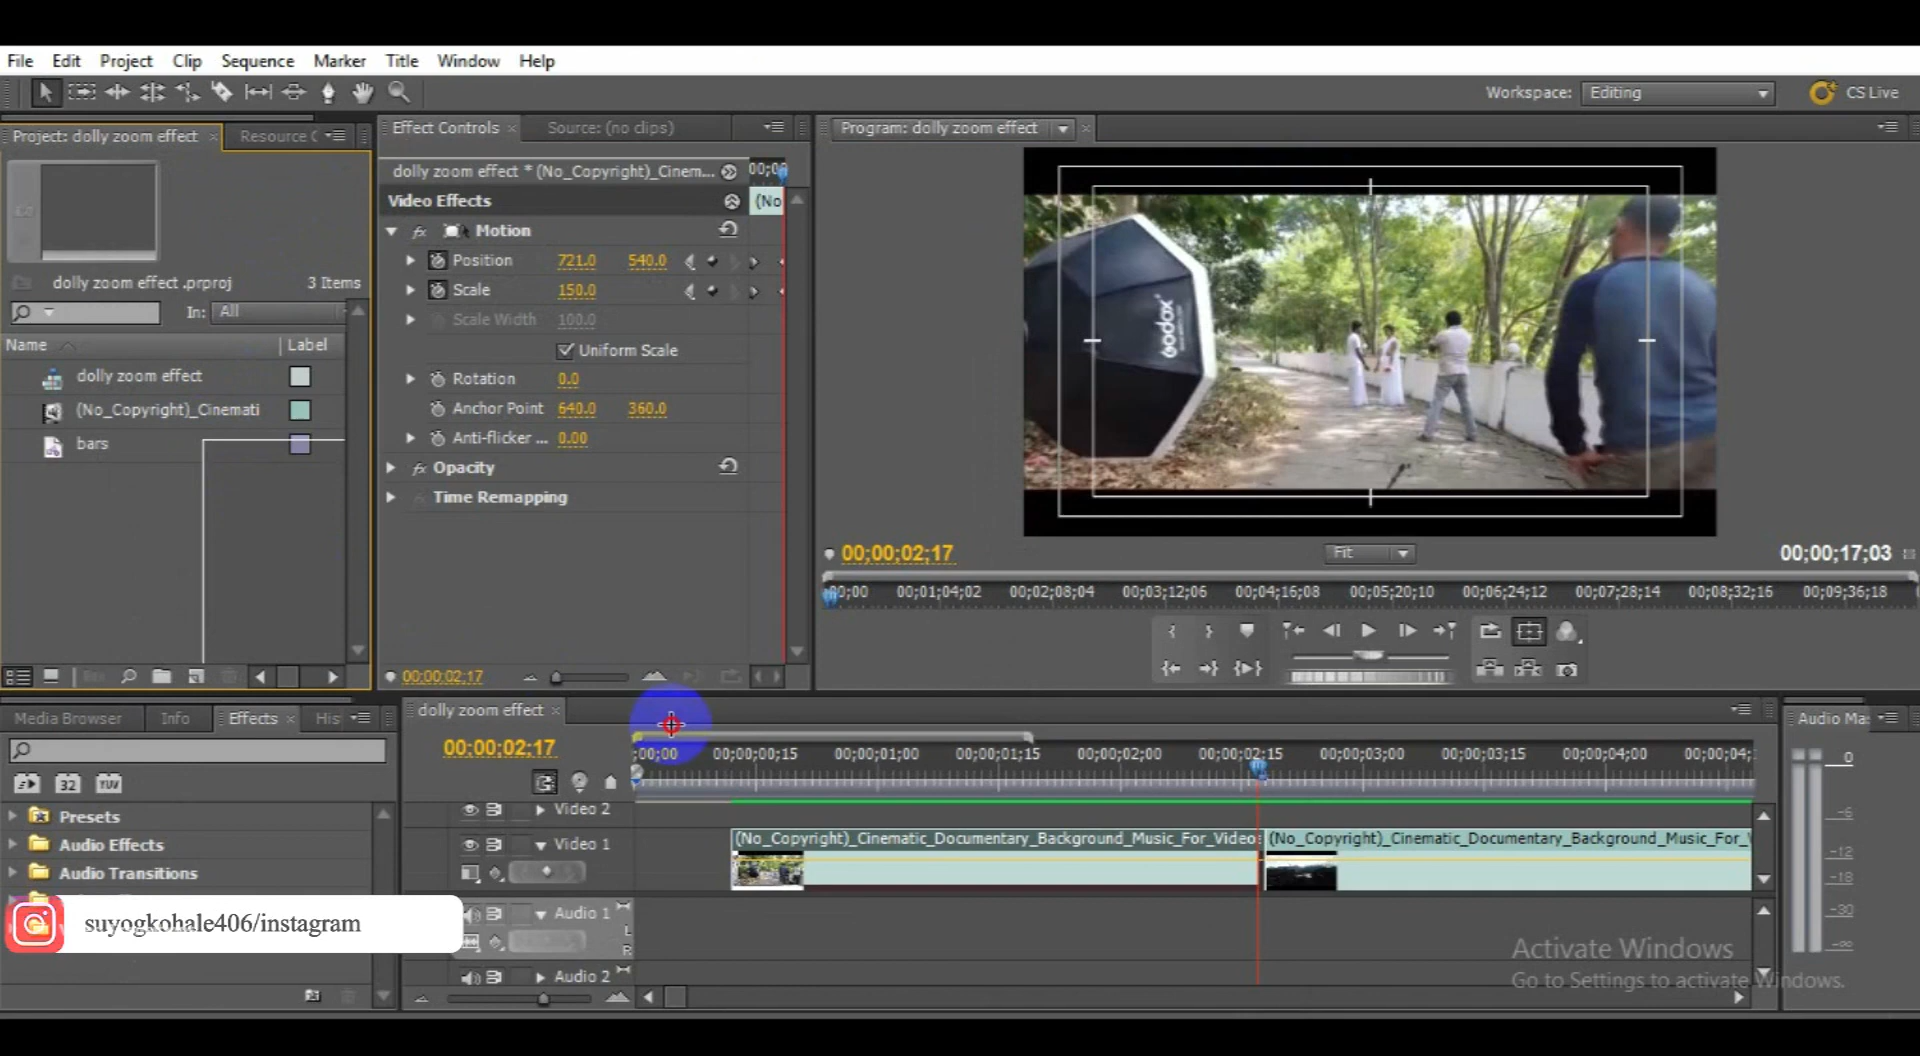 File Edit Project Clip Sequence Marker Title Window Help
Workspace: Editing CS Live
Project: dolly zoom effect × Resource C
dolly zoom effect .prproj 3 Items
In: All
Name Label
dolly zoom effect
(No_Copyright)_Cinemati
bars
Effect Controls × Source: (no clips)
dolly zoom effect * (No_Copyright)_Cinem...
Video Effects (No
fx Motion
Position 721.0 540.0
Scale 150.0
Scale Width 100.0
Uniform Scale
Rotation 0.0
Anchor Point 640.0 360.0
Anti-flicker ... 0.00
fx Opacity
Time Remapping
00;00;02;17
Program: dolly zoom effect ×
Godox
00;00;02;17 Fit 00;00;17;03
00;01;04;02 00;02;08;04 00;03;12;06 00;04;16;08 00;05;20;10 00;06;24;12 00;07;28;14 00;08;32;16 00;09;36;18
Media Browser Info Effects × His
32 YUV
Presets
Audio Effects
Audio Transitions
suyogkohale406/instagram
dolly zoom effect ×
00;00;02;17
;00;00 00;00;00;15 00;00;01;00 00;00;01;15 00;00;02;00 00;00;02;15 00;00;03;00 00;00;03;15 00;00;04;00 00;00;04;
Video 2
Video 1
(No_Copyright)_Cinematic_Documentary_Background_Music_For_Videos
(No_Copyright)_Cinematic_Documentary_Background_Music_For_V
Audio 1
L
R
Audio 2
Audio Ma:
0
-6
-12
-18
-30
-∞
Activate Windows
Go to Settings to activate Windows.